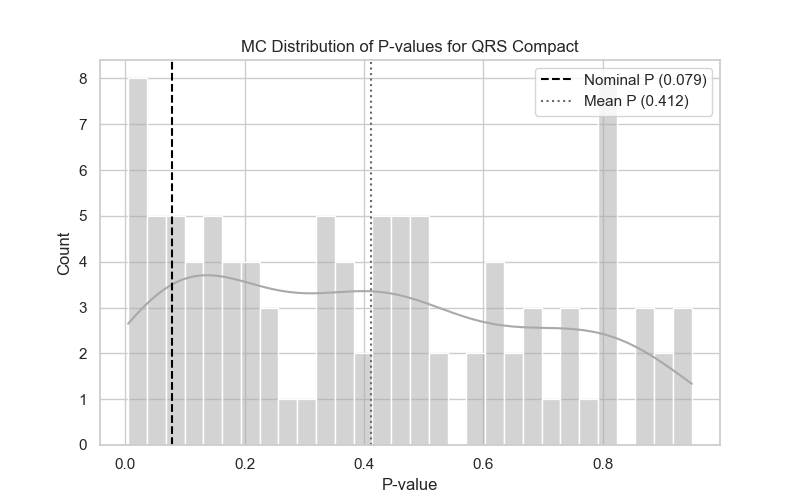 MC Distribution of P-values for QRS Compact
Nominal P (0.079)
Mean P (0.412)
8
7
6
5
4
3
2
1
0
Count
0.0 0.2 0.4 0.6 0.8
P-value